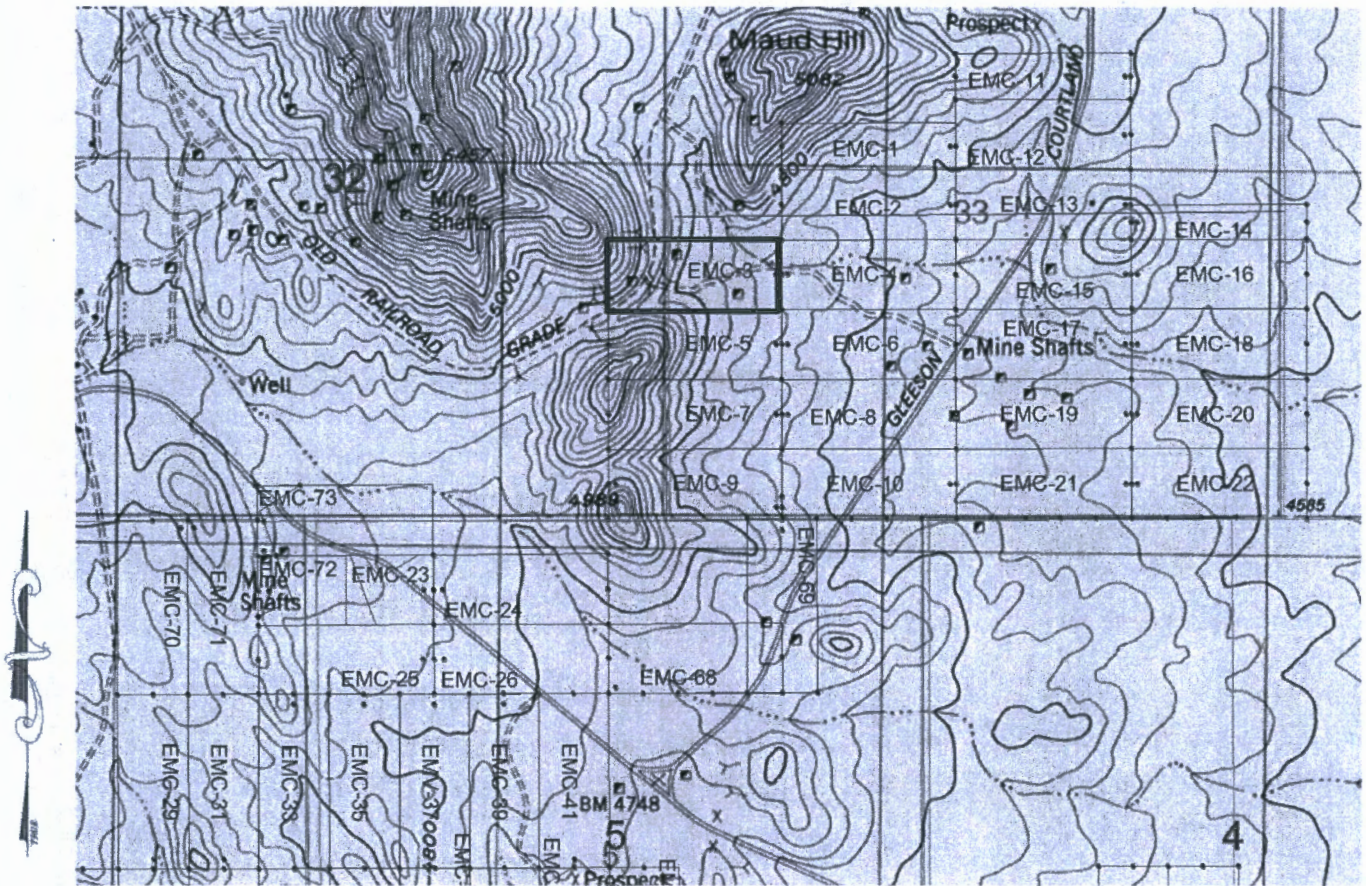 Prospect
Maud Hill
5082
EMC-11
COURTLAND
EMC-1
EMC-12
5457
4800
32
Mine
Shafts
EMC-2
33
EMC-13
EMC-14
OLD
RAILROAD
GRADE
5000
EMC-3
EMC-4
EMC-16
EMC-15
EMC-17
EMC-5
EMC-6
Mine Shafts
EMC-18
GLEESON
Well
EMC-7
EMC-8
EMC-19
EMC-20
EMC-9
EMC-10
EMC-21
EMC-22
EMC-73
4989
4585
EMC-72
EMC-23
EMC-69
Mine
Shafts
EMC-70
EMC-71
EMC-24
EMC-25
EMC-26
EMC-68
EMC-29
EMC-31
EMC-33
EMC-35
EMC-37
EMC-39
EMC-41
BM 4748
5
4
EMC-
EMC
Prospect